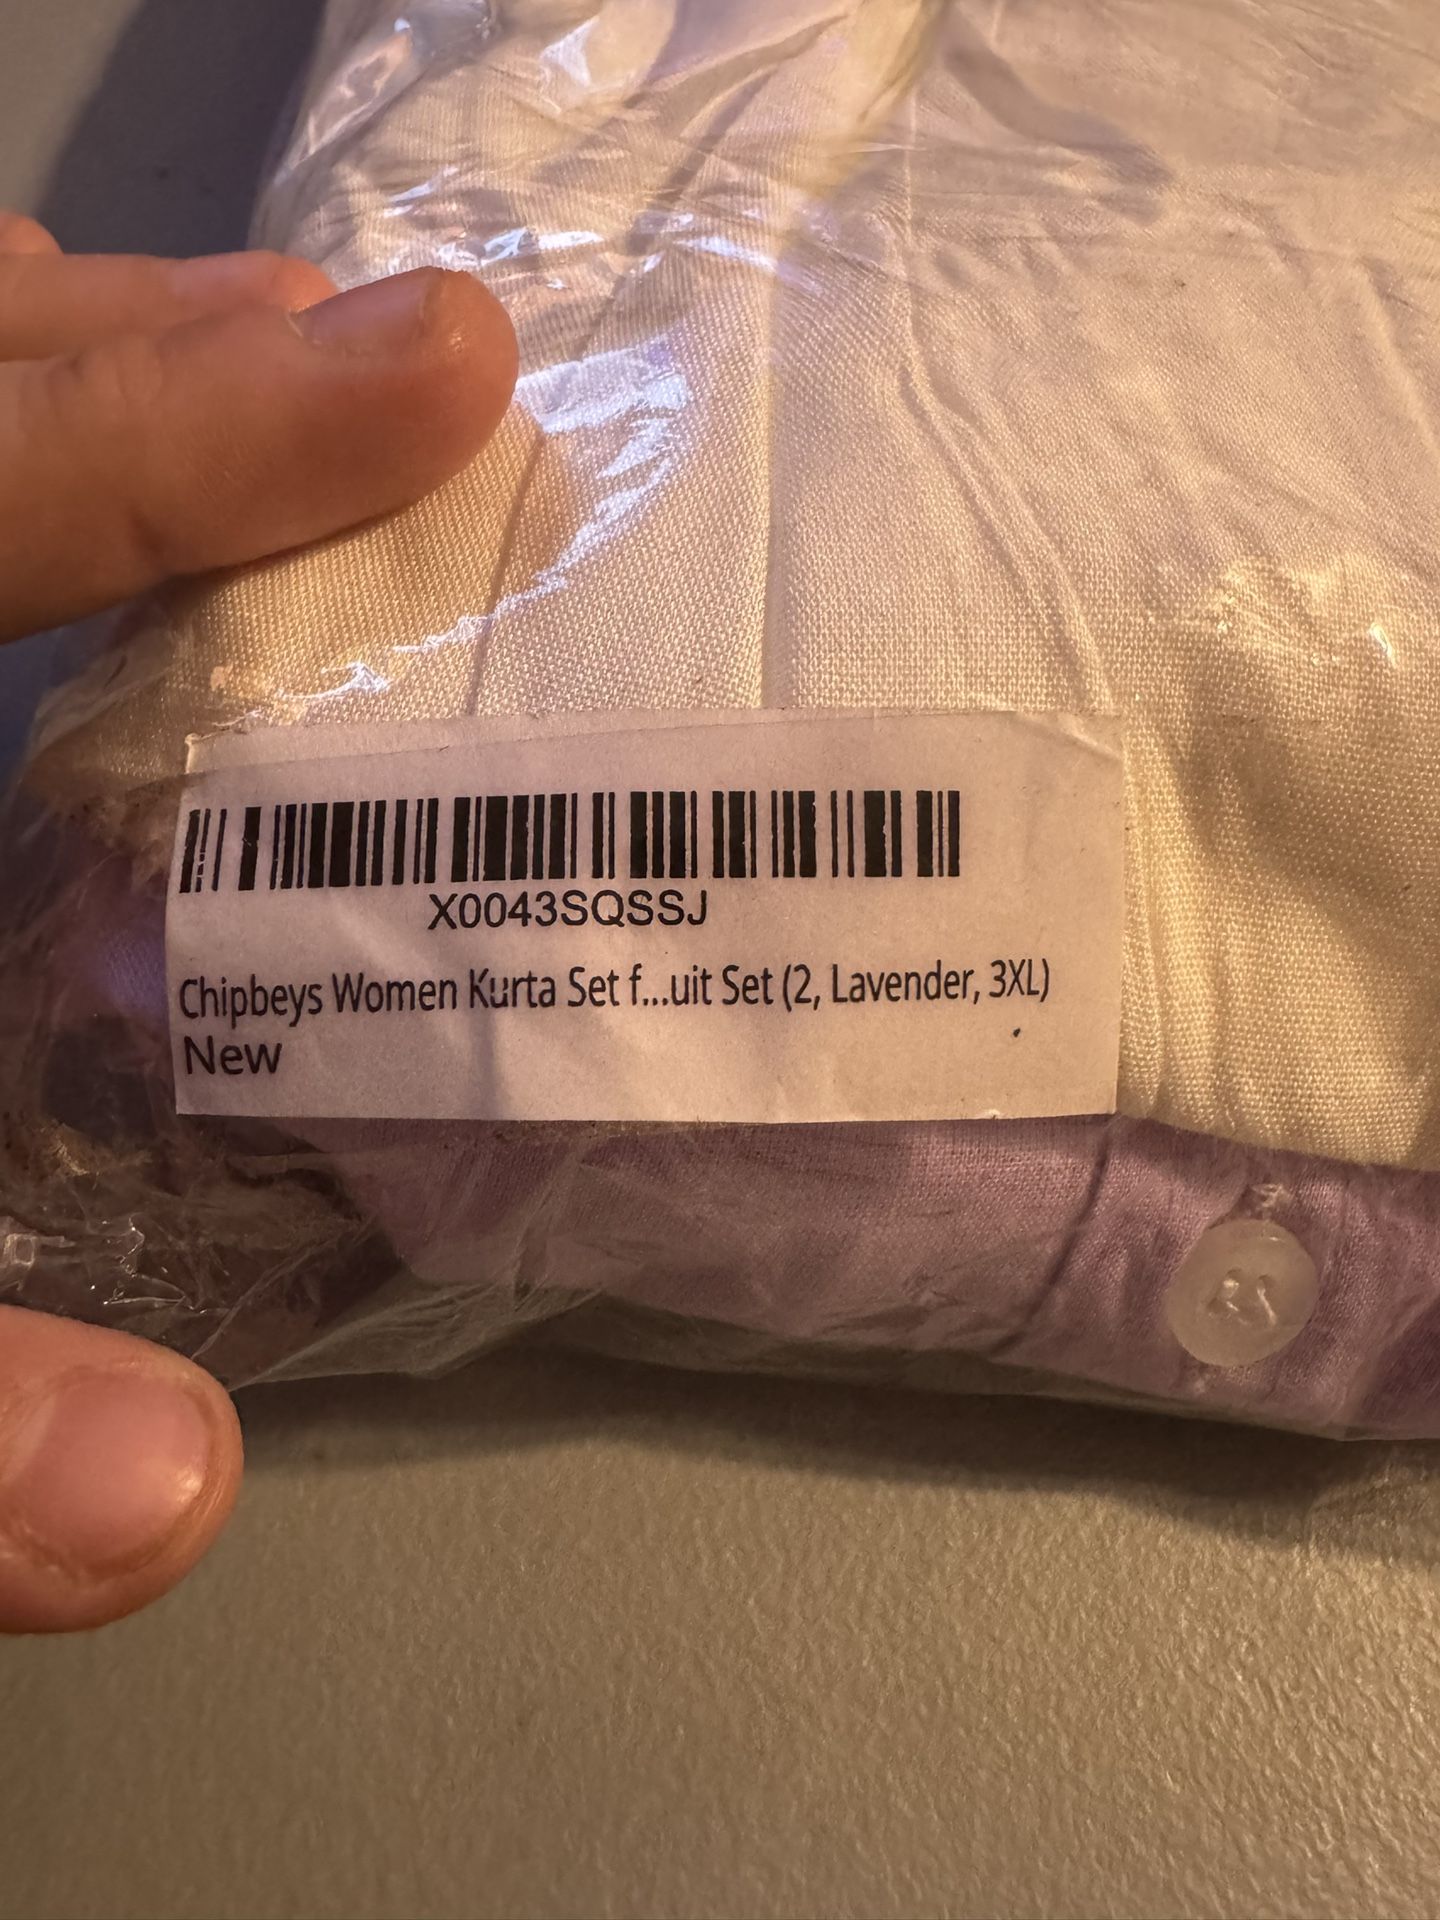 X0043SQSSJ
Chipbeys Women Kurta Set f...uit Set (2, Lavender, 3XL)
New